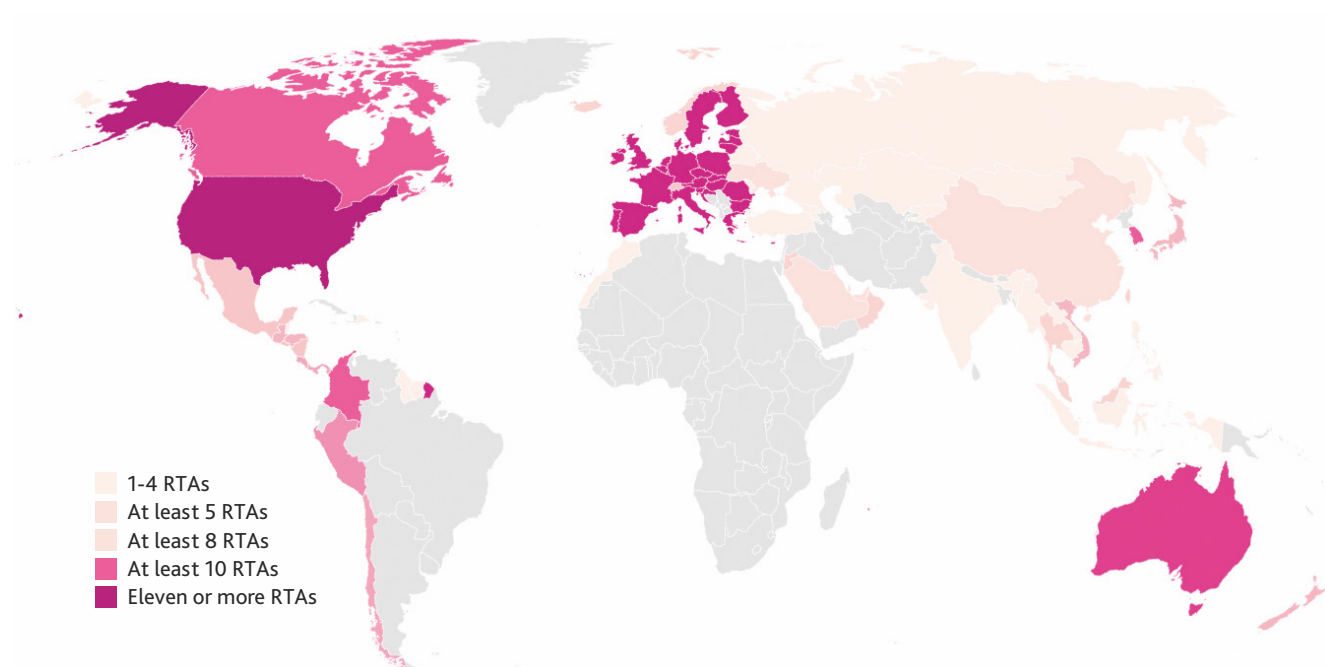 1-4 RTAs
At least 5 RTAs
At least 8 RTAs
At least 10 RTAs
Eleven or more RTAs